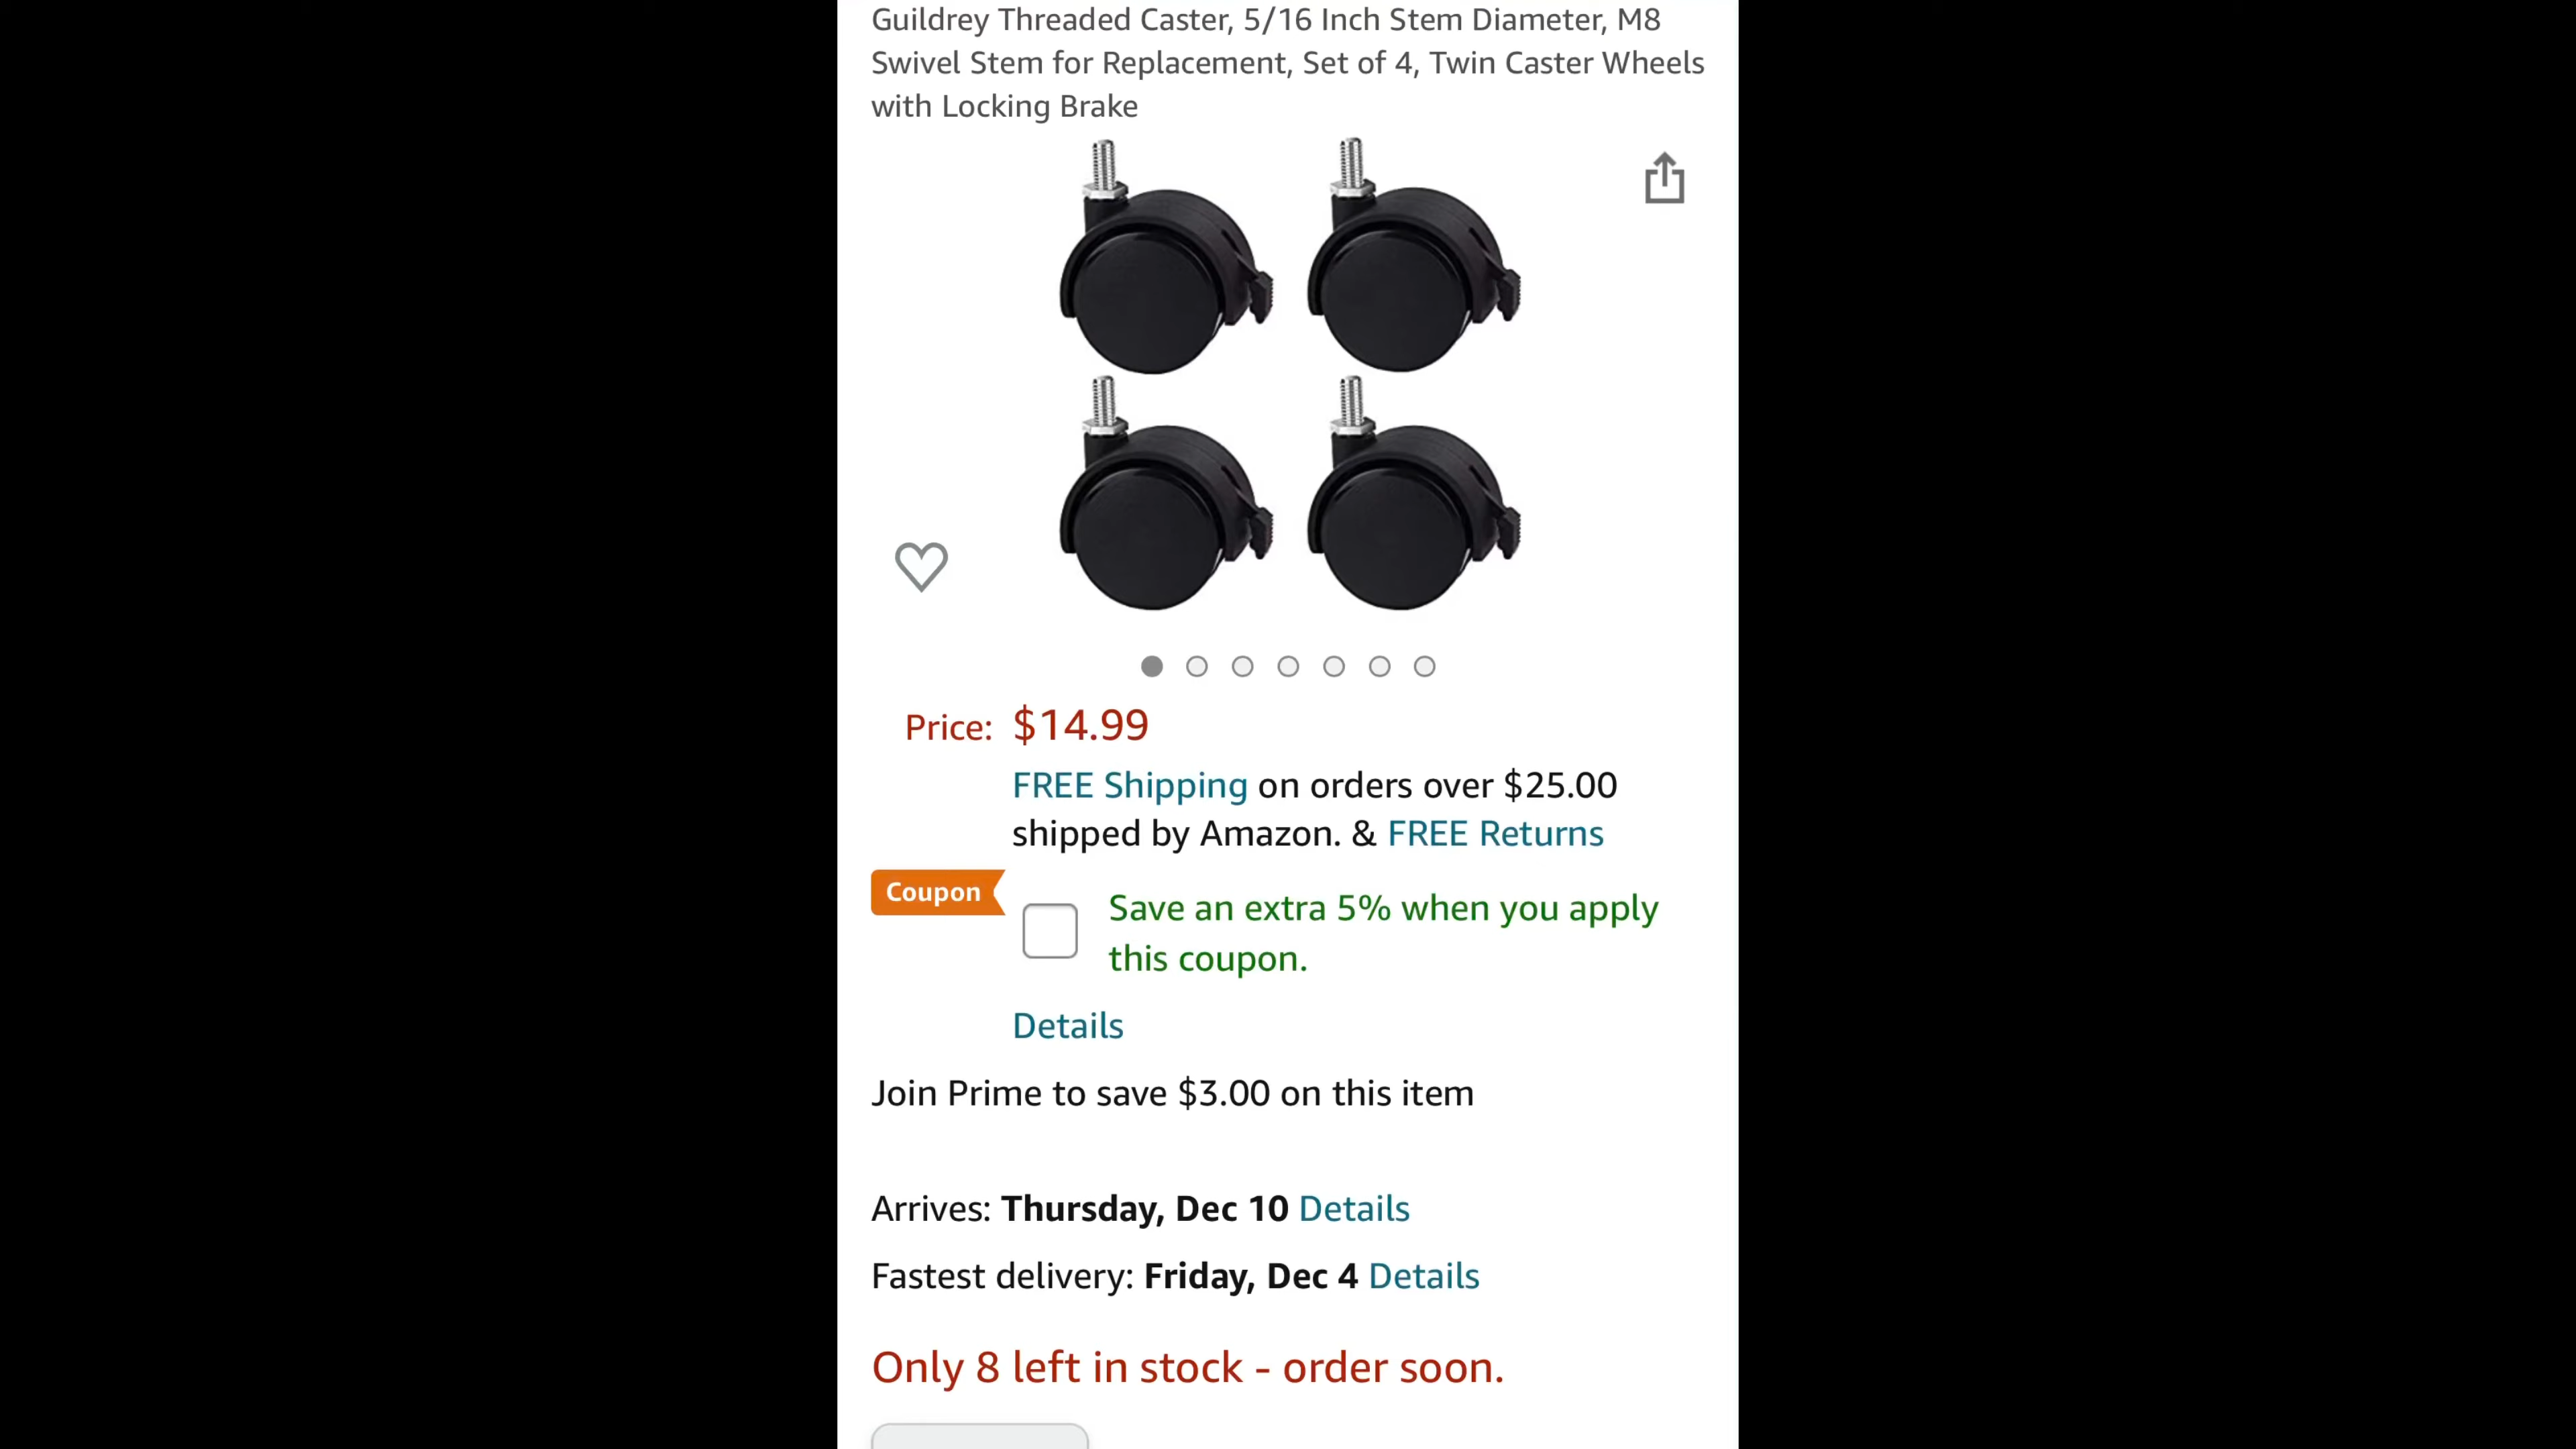 Guildrey Threaded Caster, 5/16 Inch Stem Diameter, M8
Swivel Stem for Replacement, Set of 4, Twin Caster Wheels
with Locking Brake
Price: $14.99
FREE Shipping on orders over $25.00
shipped by Amazon. & FREE Returns
Coupon
Save an extra 5% when you apply
this coupon.
Details
Join Prime to save $3.00 on this item
Arrives: Thursday, Dec 10 Details
Fastest delivery: Friday, Dec 4 Details
Only 8 left in stock - order soon.